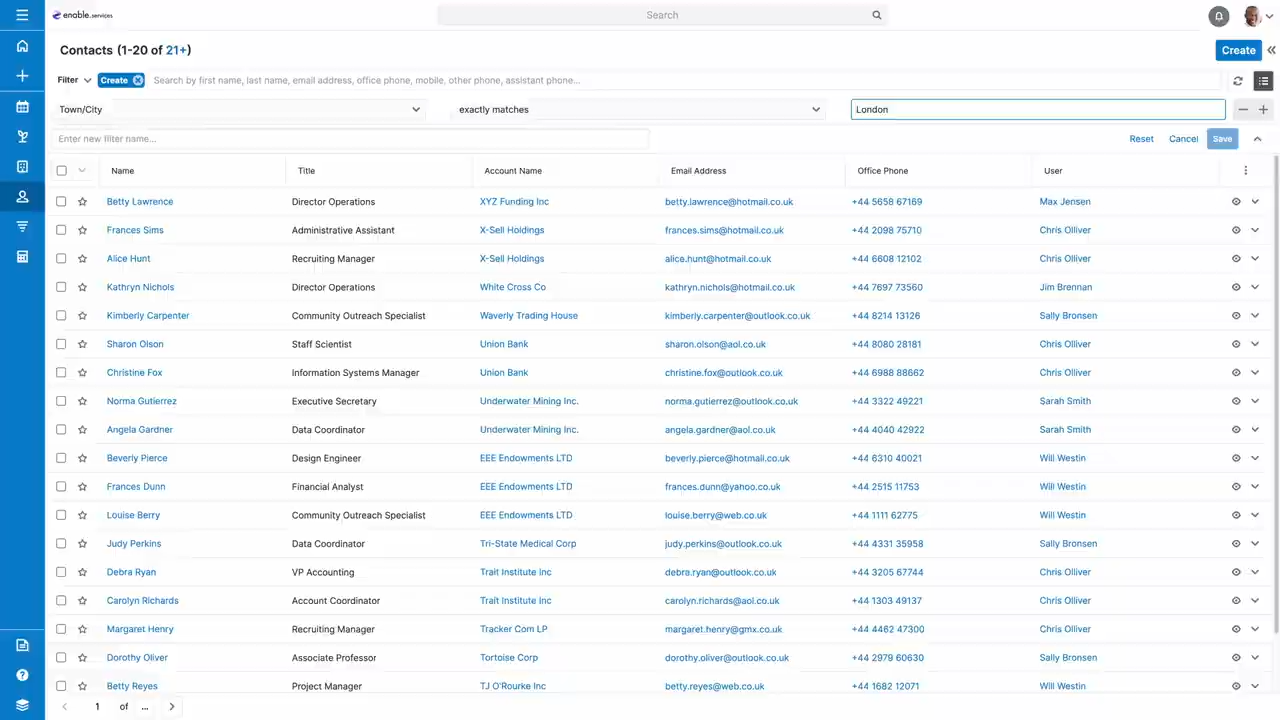 enable.services
Search
Contacts (1-20 of 21+)
Create
Filter
Create
Search by first name, last name, email address, office phone, mobile, other phone, assistant phone...
Town/City
exactly matches
London
Enter new filter name...
Reset
Cancel
Save
Name Title Account Name Email Address Office Phone User
Betty Lawrence Director Operations XYZ Funding Inc betty.lawrence@hotmail.co.uk +44 5658 67169 Max Jensen
Frances Sims Administrative Assistant X-Sell Holdings frances.sims@hotmail.co.uk +44 2098 75710 Chris Olliver
Alice Hunt Recruiting Manager X-Sell Holdings alice.hunt@hotmail.co.uk +44 6608 12102 Chris Olliver
Kathryn Nichols Director Operations White Cross Co kathryn.nichols@hotmail.co.uk +44 7697 73560 Jim Brennan
Kimberly Carpenter Community Outreach Specialist Waverly Trading House kimberly.carpenter@outlook.co.uk +44 8214 13126 Sally Bronsen
Sharon Olson Staff Scientist Union Bank sharon.olson@aol.co.uk +44 8080 28181 Chris Olliver
Christine Fox Information Systems Manager Union Bank christine.fox@outlook.co.uk +44 6988 88662 Chris Olliver
Norma Gutierrez Executive Secretary Underwater Mining Inc. norma.gutierrez@outlook.co.uk +44 3322 49221 Sarah Smith
Angela Gardner Data Coordinator Underwater Mining Inc. angela.gardner@aol.co.uk +44 4040 42922 Sarah Smith
Beverly Pierce Design Engineer EEE Endowments LTD beverly.pierce@hotmail.co.uk +44 6310 40021 Will Westin
Frances Dunn Financial Analyst EEE Endowments LTD frances.dunn@yahoo.co.uk +44 2515 11753 Will Westin
Louise Berry Community Outreach Specialist EEE Endowments LTD louise.berry@web.co.uk +44 1111 62775 Will Westin
Judy Perkins Data Coordinator Tri-State Medical Corp judy.perkins@outlook.co.uk +44 4331 35958 Sally Bronsen
Debra Ryan VP Accounting Trait Institute Inc debra.ryan@outlook.co.uk +44 3205 67744 Chris Olliver
Carolyn Richards Account Coordinator Trait Institute Inc carolyn.richards@aol.co.uk +44 1303 49137 Chris Olliver
Margaret Henry Recruiting Manager Tracker Com LP margaret.henry@gmx.co.uk +44 4462 47300 Chris Olliver
Dorothy Oliver Associate Professor Tortoise Corp dorothy.oliver@outlook.co.uk +44 2979 60630 Sally Bronsen
Betty Reyes Project Manager TJ O'Rourke Inc betty.reyes@web.co.uk +44 1682 12071 Will Westin
1 of ...